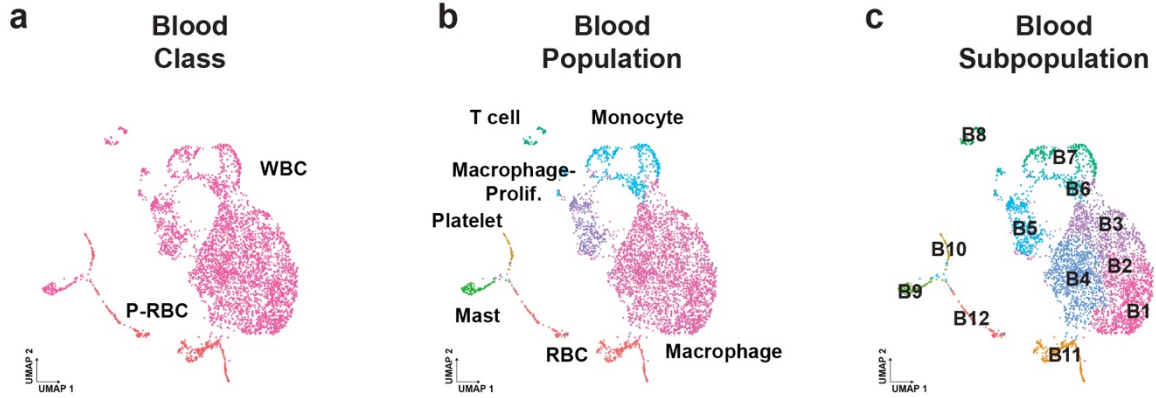 a
Blood
Class
WBC
P-RBC
UMAP 2
UMAP 1
b
Blood
Population
T cell
Monocyte
Macrophage-
Prolif.
Platelet
Mast
RBC
Macrophage
UMAP 2
UMAP 1
c
Blood
Subpopulation
B8
B7
B6
B3
B5
B10
B2
B4
B9
B1
B12
B11
UMAP 2
UMAP 1